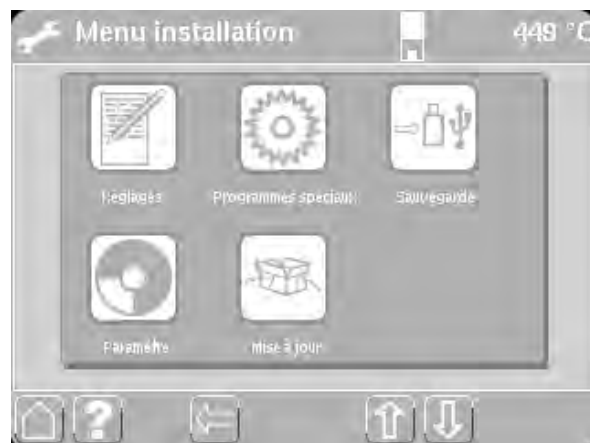 Menu installation 449 °C
Réglages Programmes spéciaux Sauvegarde
Paramètre mise à jour
?